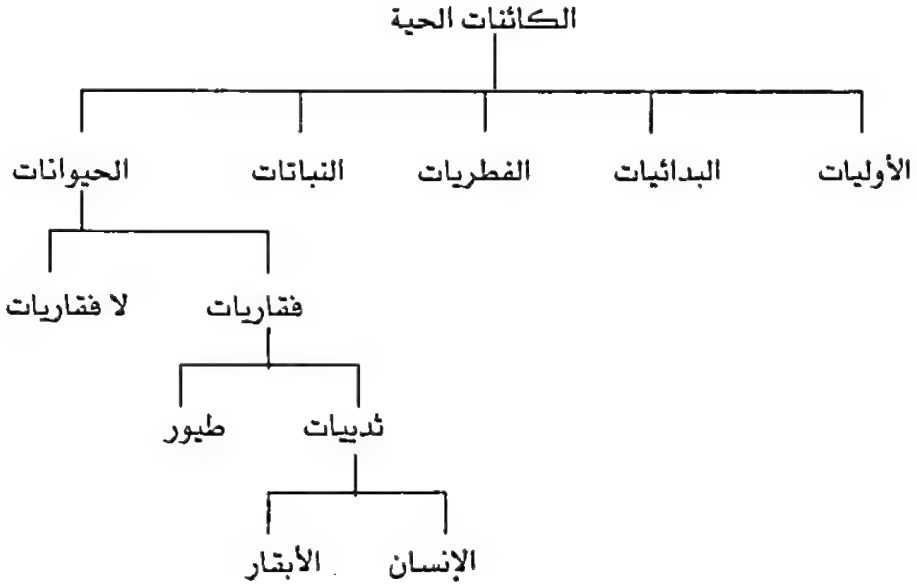 الكائنات الحية
الأوليات البدائيات الفطريات النباتات الحيوانات
فقاريات لا فقاريات
ثدييات طيور
الإنسان الأبقار